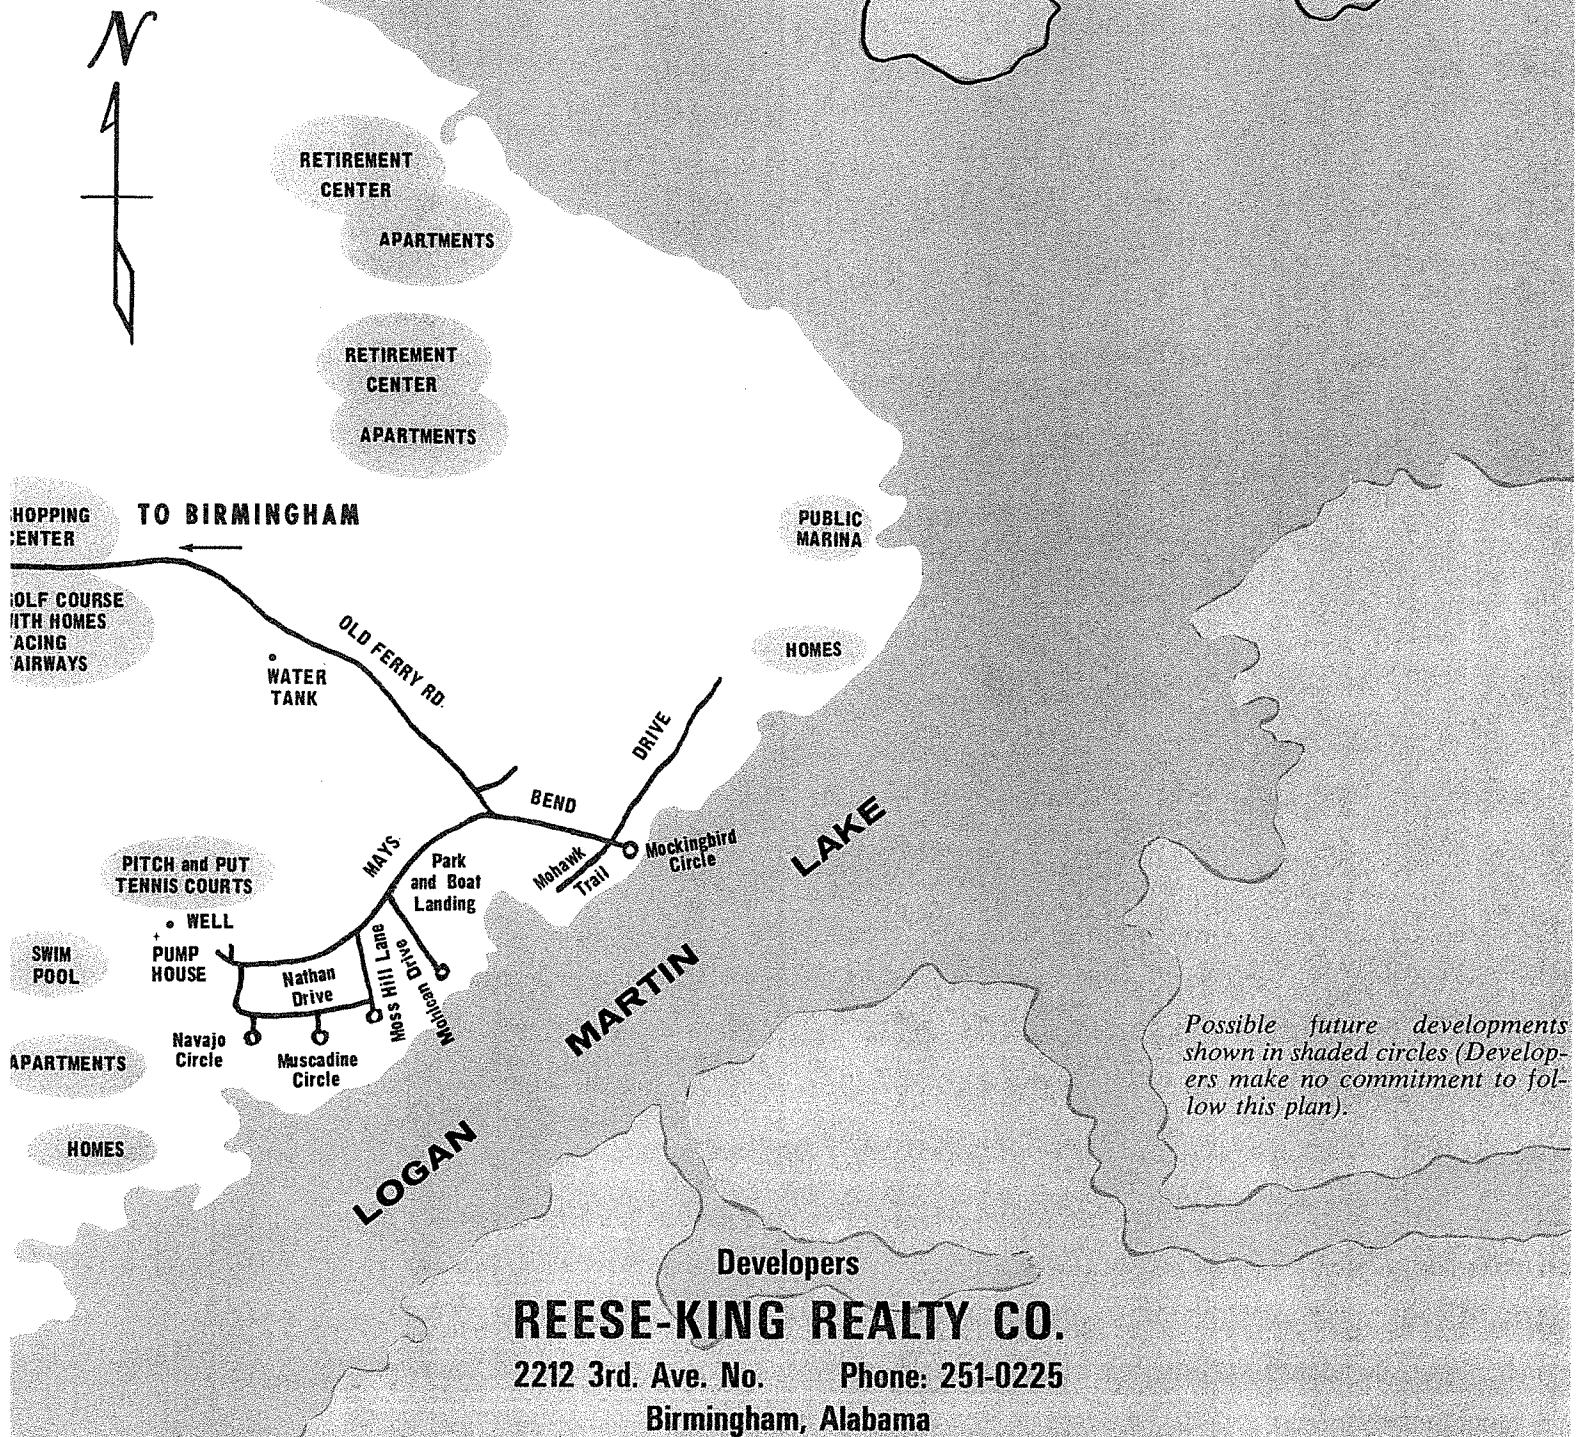 N
RETIREMENT
CENTER
APARTMENTS
RETIREMENT
CENTER
APARTMENTS
HOPPING
CENTER
TO BIRMINGHAM
PUBLIC
MARINA
OLF COURSE
ITH HOMES
ACING
AIRWAYS
OLD FERRY RD.
WATER
TANK
HOMES
DRIVE
BEND
MAYS
Mockingbird
Circle
Mohawk
Trail
Park
and Boat
Landing
PITCH and PUT
TENNIS COURTS
WELL
PUMP
HOUSE
SWIM
POOL
Nathan
Drive
Moss Hill Lane
Mohican Drive
Navajo
Circle
Muscadine
Circle
APARTMENTS
HOMES
LOGAN
MARTIN
LAKE
Possible future developments
shown in shaded circles (Develop-
ers make no commitment to fol-
low this plan).
Developers
REESE-KING REALTY CO.
2212 3rd. Ave. No. Phone: 251-0225
Birmingham, Alabama